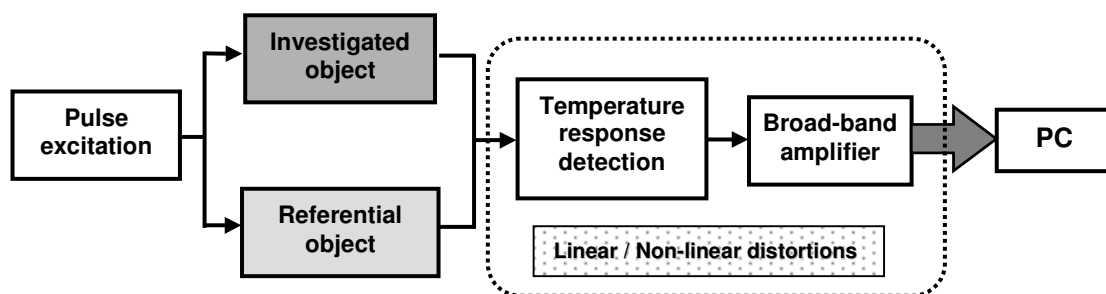 Pulse
excitation
Investigated
object
Referential
object
Temperature
response
detection
Broad-band
amplifier
PC
Linear / Non-linear distortions